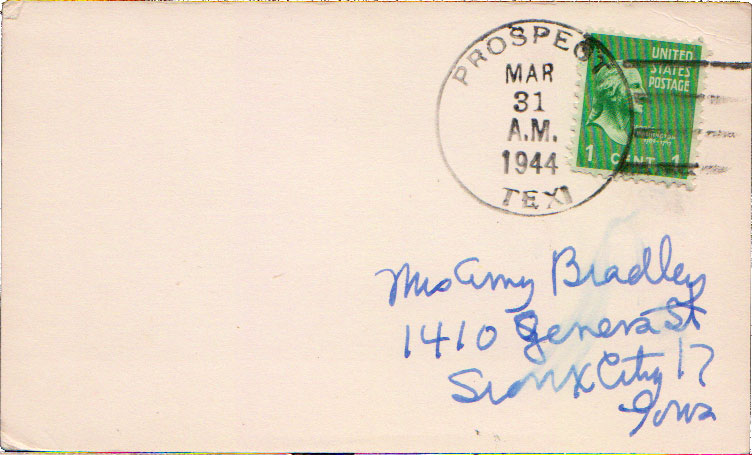 PROSPECT
MAR
31
A.M.
1944
TEX
UNITED
STATES
POSTAGE
WASHINGTON
1 CENT 1
Mrs Amy Bradley
1410 Geneva St
Sioux City 17
Iowa